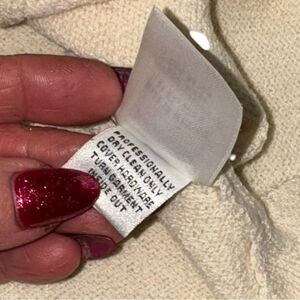 PROFESSIONALLY
DRY CLEAN ONLY
COVER HARDWARE
TURN GARMENT
INSIDE OUT